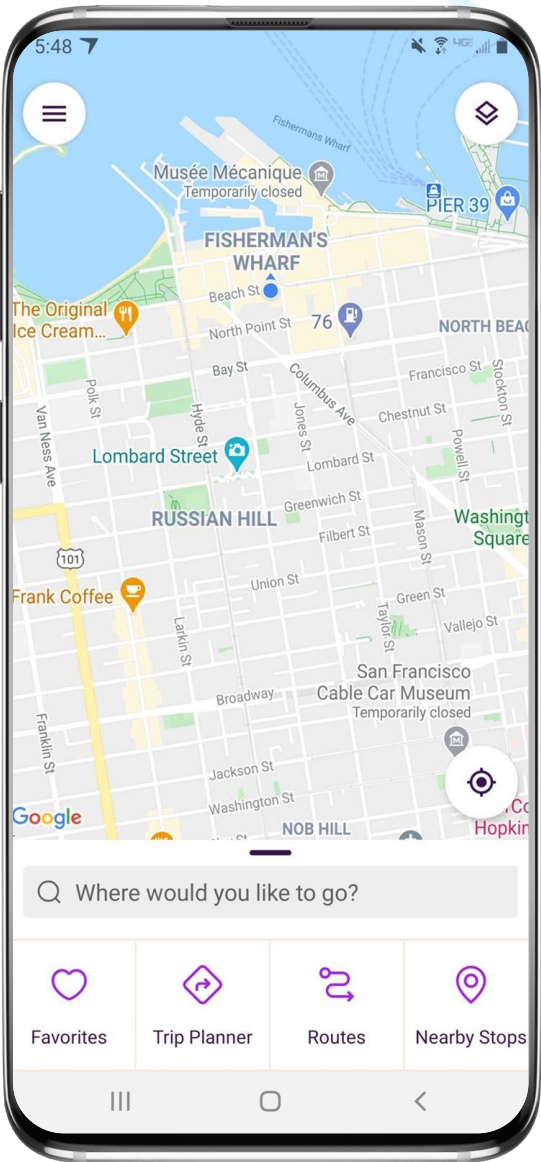 5:48
4GE
Fishermans Wharf
Musée Mécanique
Temporarily closed
PIER 39
FISHERMAN'S
WHARF
Beach St
The Original
Ice Cream...
North Point St
76
NORTH BEAC
Bay St
Columbus Ave
Francisco St
Stockton St
Polk St
Van Ness Ave
Hyde St
Jones St
Chestnut St
Powell St
Lombard Street
Lombard St
Greenwich St
RUSSIAN HILL
Mason St
Washingt
Square
Filbert St
101
Union St
Frank Coffee
Green St
Larkin St
Taylor St
Vallejo St
San Francisco
Cable Car Museum
Temporarily closed
Broadway
Franklin St
Jackson St
Washington St
Google
NOB HILL
Co
Hopkin
Where would you like to go?
Favorites
Trip Planner
Routes
Nearby Stops